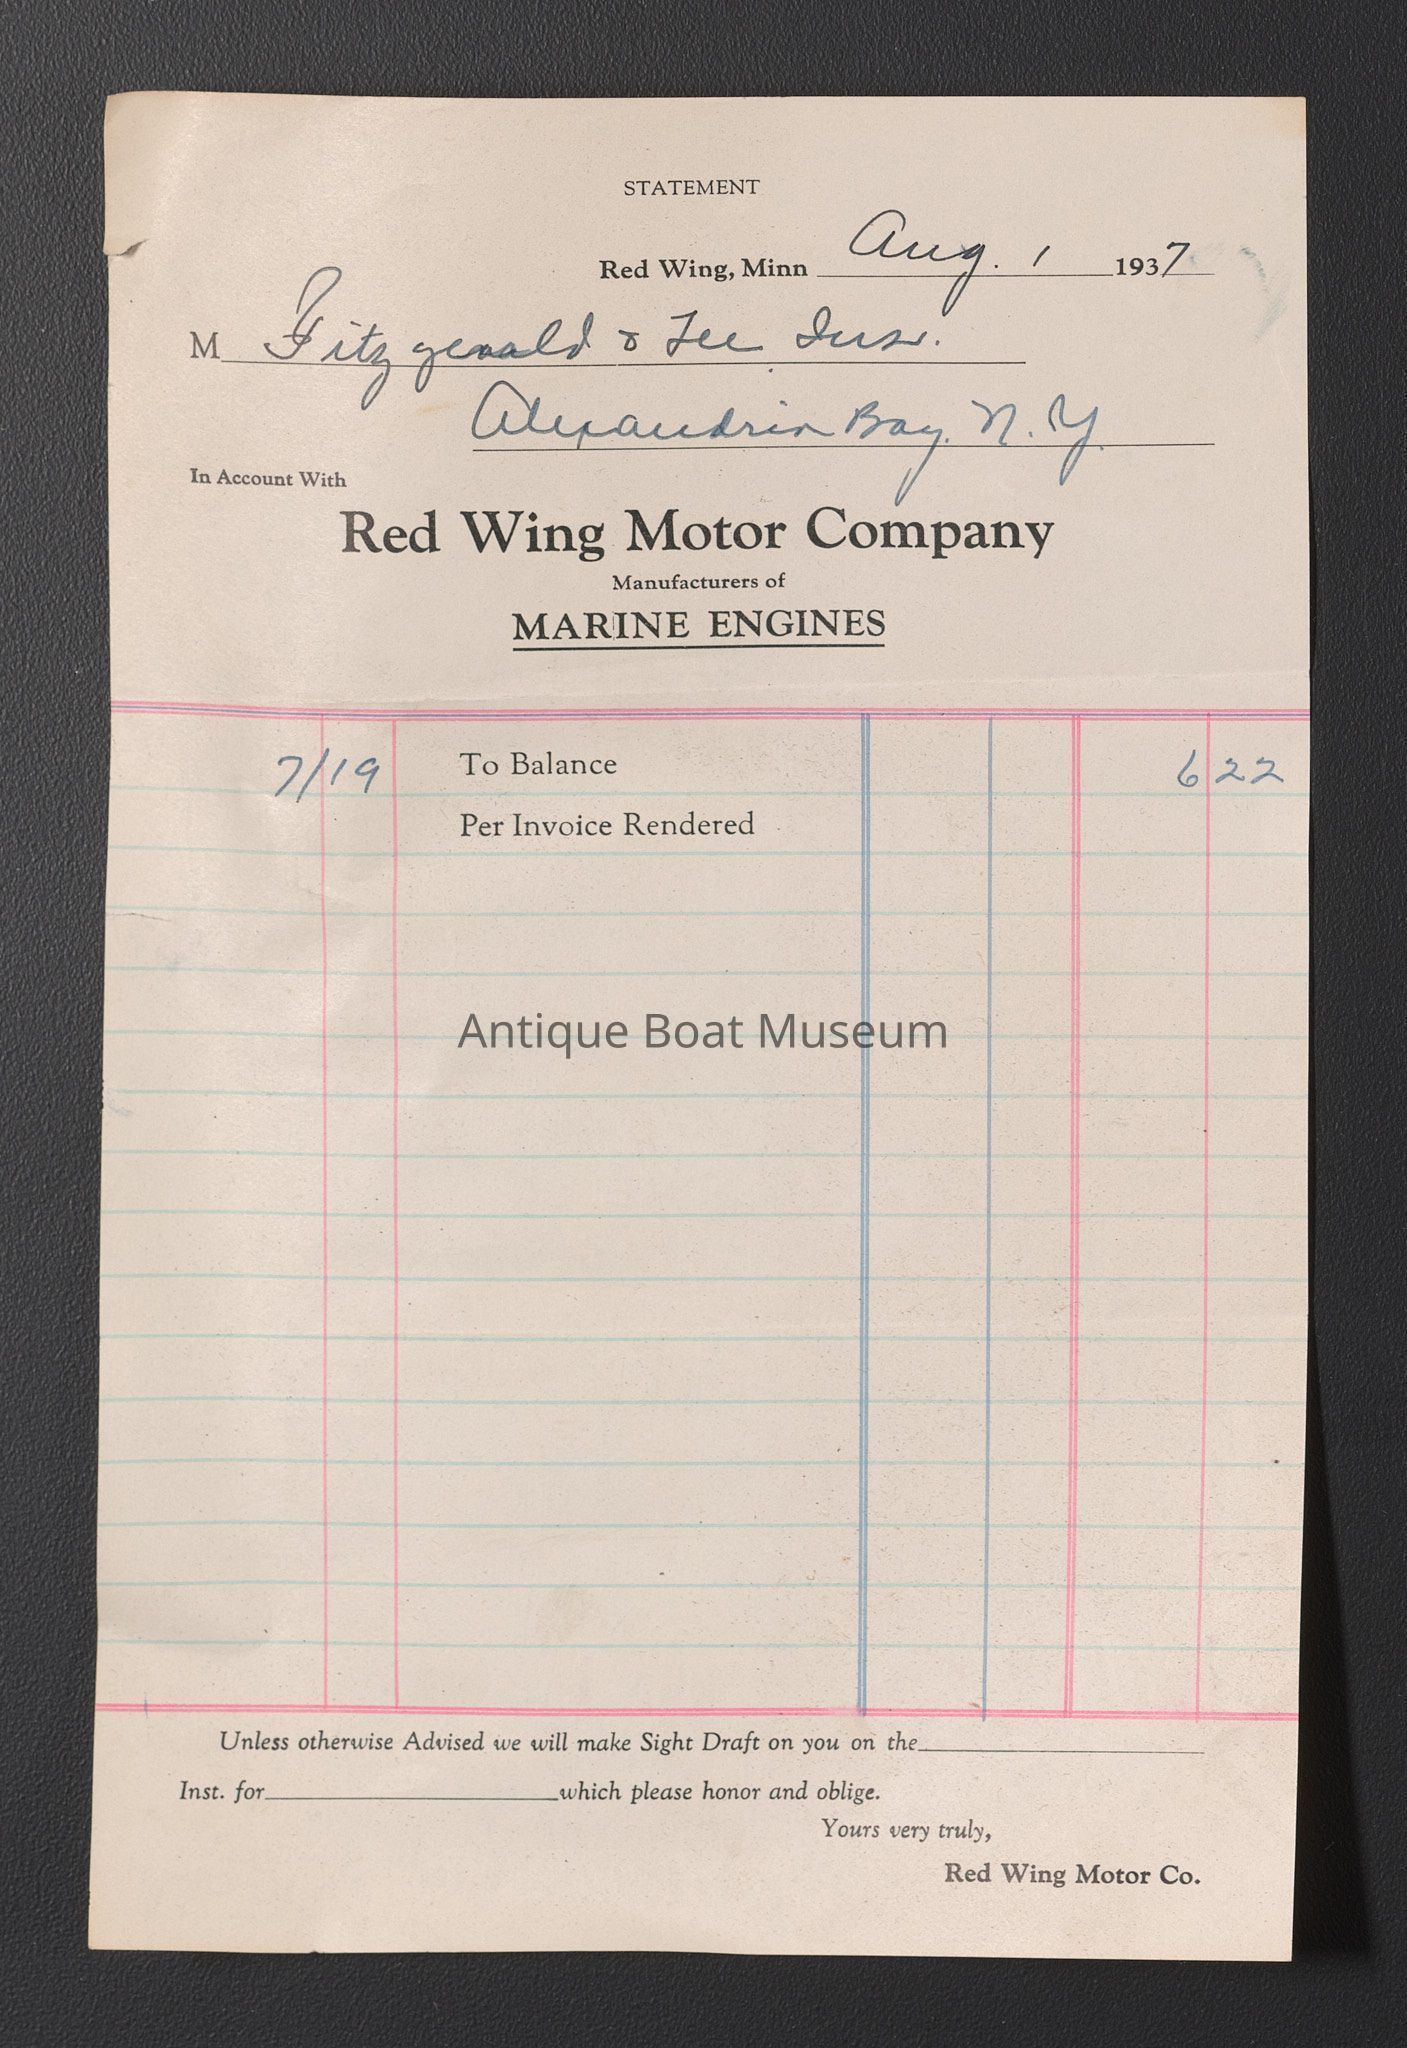 STATEMENT
Red Wing, Minn Aug. 1 1937
M Fitzgerald & Lee Inc.
Alexandria Bay, N.Y.
In Account With
Red Wing Motor Company
Manufacturers of
MARINE ENGINES
7/19 To Balance 6 22
Per Invoice Rendered
Antique Boat Museum
Unless otherwise Advised we will make Sight Draft on you on the
Inst. for which please honor and oblige.
Yours very truly,
Red Wing Motor Co.